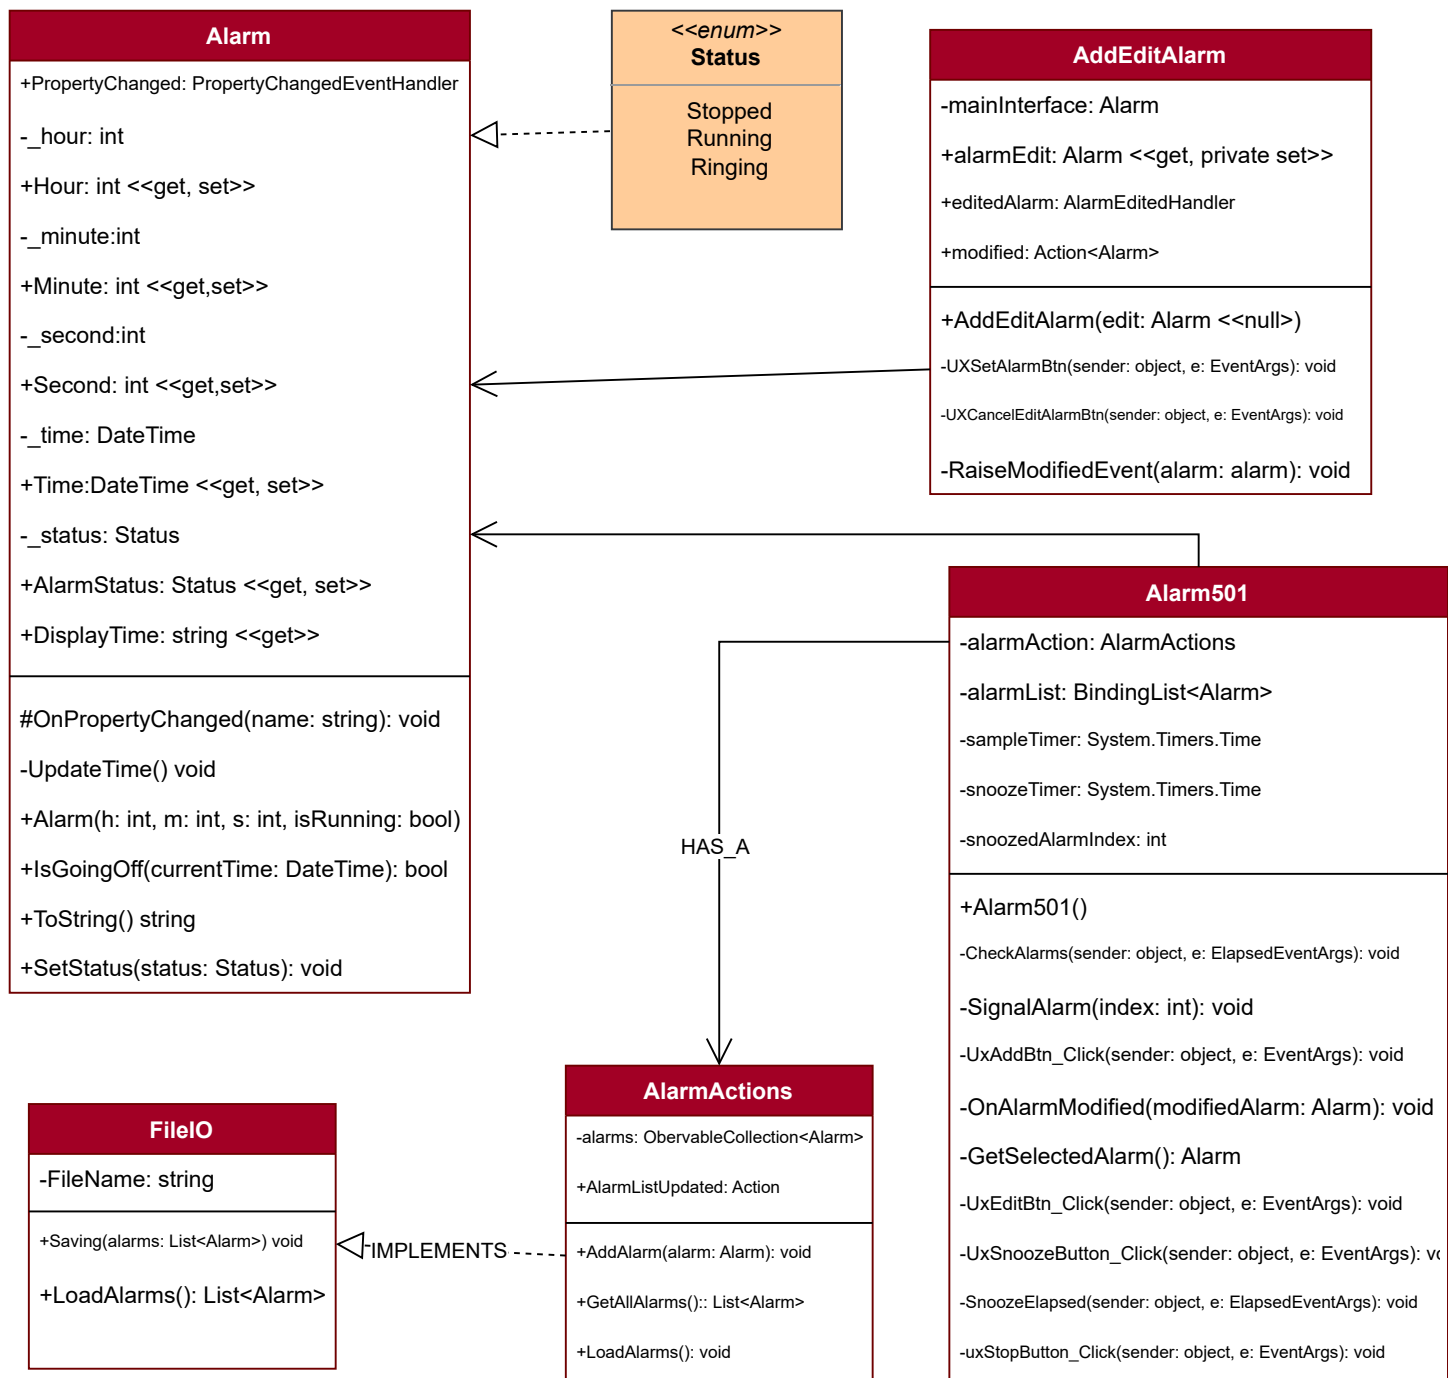 Alarm
+PropertyChanged: PropertyChangedEventHandler
-_hour: int
+Hour: int <<get, set>>
-_minute:int
+Minute: int <<get,set>>
-_second:int
+Second: int <<get,set>>
-_time: DateTime
+Time:DateTime <<get, set>>
-_status: Status
+AlarmStatus: Status <<get, set>>
+DisplayTime: string <<get>>
#OnPropertyChanged(name: string): void
-UpdateTime() void
+Alarm(h: int, m: int, s: int, isRunning: bool)
+IsGoingOff(currentTime: DateTime): bool
+ToString() string
+SetStatus(status: Status): void
<<enum>>
Status
Stopped
Running
Ringing
AddEditAlarm
-mainInterface: Alarm
+alarmEdit: Alarm <<get, private set>>
+editedAlarm: AlarmEditedHandler
+modified: Action<Alarm>
+AddEditAlarm(edit: Alarm <<null>)
-UXSetAlarmBtn(sender: object, e: EventArgs): void
-UXCancelEditAlarmBtn(sender: object, e: EventArgs): void
-RaiseModifiedEvent(alarm: alarm): void
Alarm501
-alarmAction: AlarmActions
-alarmList: BindingList<Alarm>
-sampleTimer: System.Timers.Time
-snoozeTimer: System.Timers.Time
-snoozedAlarmIndex: int
+Alarm501()
-CheckAlarms(sender: object, e: ElapsedEventArgs): void
-SignalAlarm(index: int): void
-UxAddBtn_Click(sender: object, e: EventArgs): void
-OnAlarmModified(modifiedAlarm: Alarm): void
-GetSelectedAlarm(): Alarm
-UxEditBtn_Click(sender: object, e: EventArgs): void
-UxSnoozeButton_Click(sender: object, e: EventArgs): vo
-SnoozeElapsed(sender: object, e: ElapsedEventArgs): void
-uxStopButton_Click(sender: object, e: EventArgs): void
HAS_A
AlarmActions
-alarms: ObervableCollection<Alarm>
+AlarmListUpdated: Action
+AddAlarm(alarm: Alarm): void
+GetAllAlarms():: List<Alarm>
+LoadAlarms(): void
IMPLEMENTS
FileIO
-FileName: string
+Saving(alarms: List<Alarm>) void
+LoadAlarms(): List<Alarm>